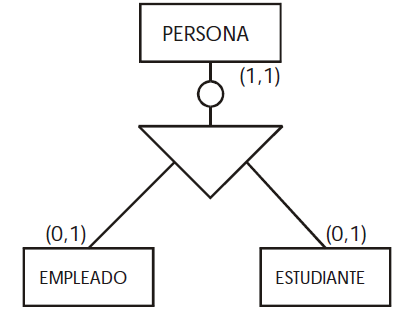 PERSONA
(1,1)
(0,1)
(0,1)
EMPLEADO
ESTUDIANTE